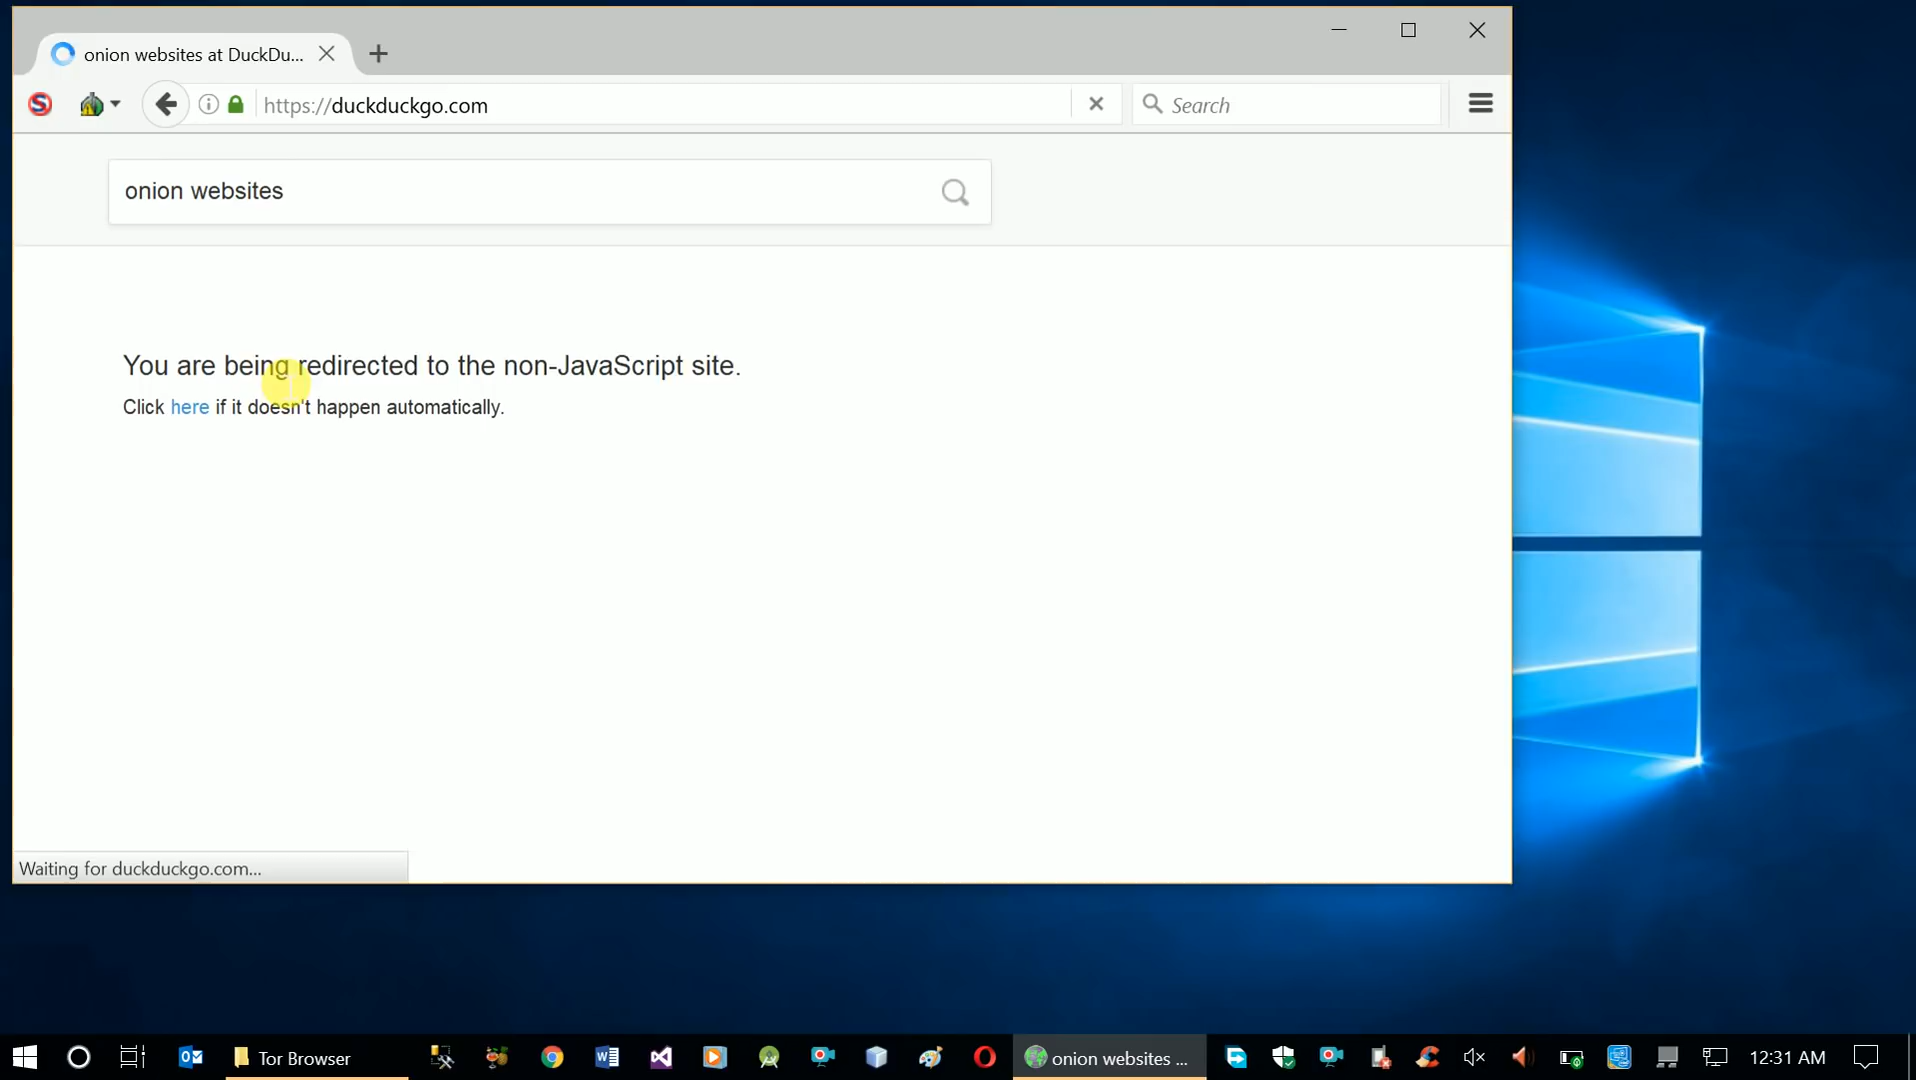 onion websites at DuckDu...
https://duckduckgo.com
Search
onion websites
You are being redirected to the non-JavaScript site.
Click here if it doesn't happen automatically.
Waiting for duckduckgo.com...
Tor Browser
onion websites ...
12:31 AM